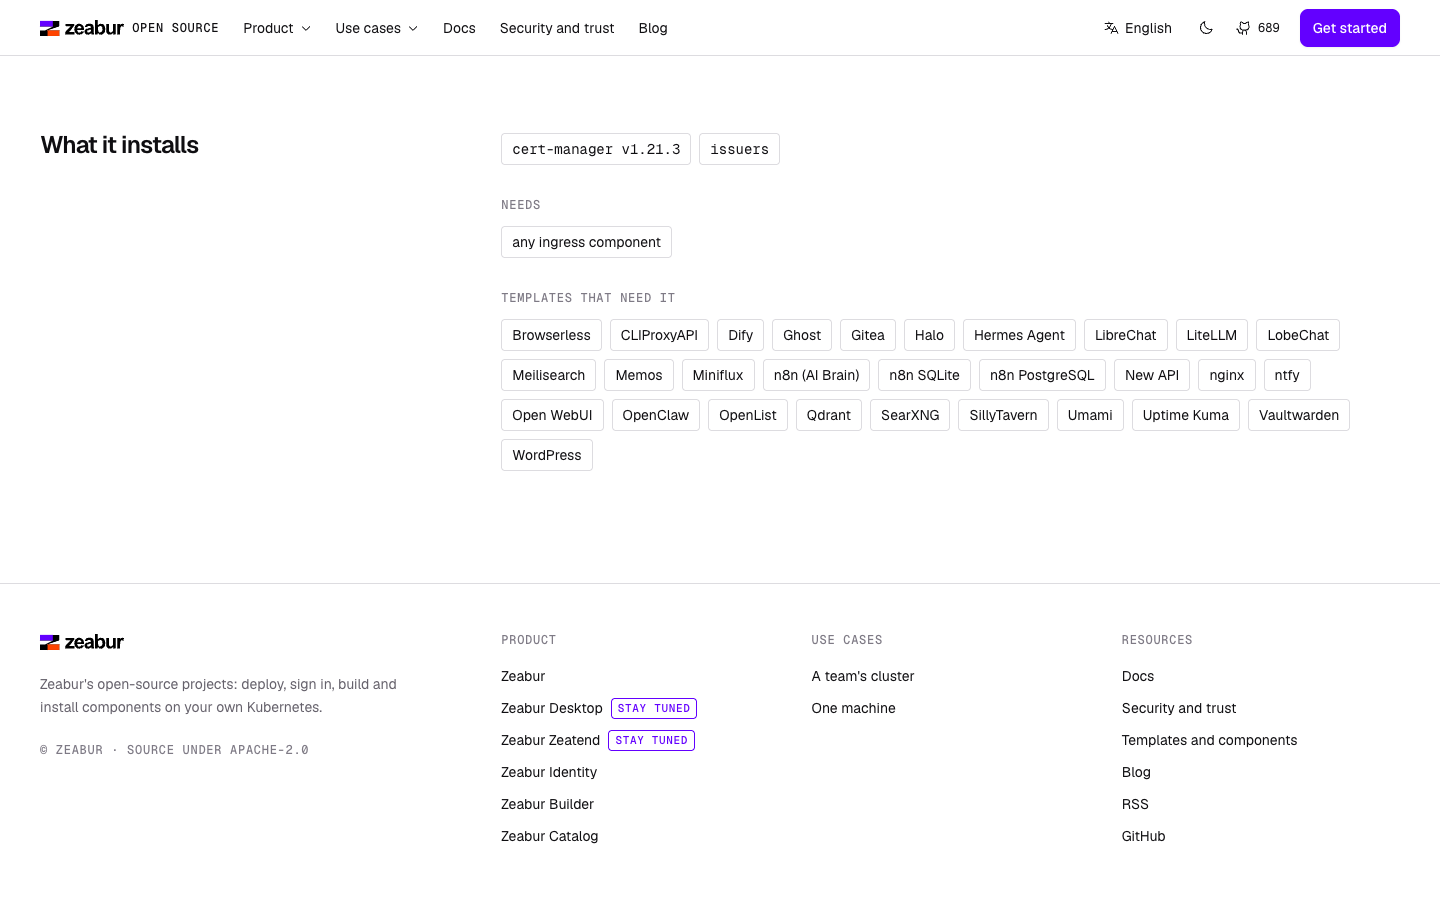 zeabur OPEN SOURCE Product Use cases Docs Security and trust Blog English 689 Get started
What it installs
cert-manager v1.21.3 issuers
NEEDS
any ingress component
TEMPLATES THAT NEED IT
Browserless CLIProxyAPI Dify Ghost Gitea Halo Hermes Agent LibreChat LiteLLM LobeChat
Meilisearch Memos Miniflux n8n (AI Brain) n8n SQLite n8n PostgreSQL New API nginx ntfy
Open WebUI OpenClaw OpenList Qdrant SearXNG SillyTavern Umami Uptime Kuma Vaultwarden
WordPress
zeabur
Zeabur's open-source projects: deploy, sign in, build and
install components on your own Kubernetes.
© ZEABUR · SOURCE UNDER APACHE-2.0
PRODUCT
Zeabur
Zeabur Desktop STAY TUNED
Zeabur Zeatend STAY TUNED
Zeabur Identity
Zeabur Builder
Zeabur Catalog
USE CASES
A team's cluster
One machine
RESOURCES
Docs
Security and trust
Templates and components
Blog
RSS
GitHub